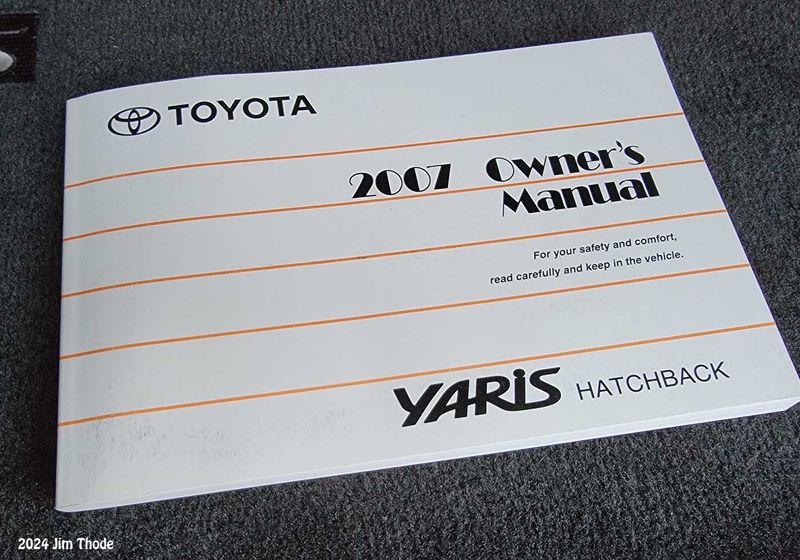 TOYOTA
2007 Owner's
Manual
For your safety and comfort,
read carefully and keep in the vehicle.
YARiS HATCHBACK
2024 Jim Thode